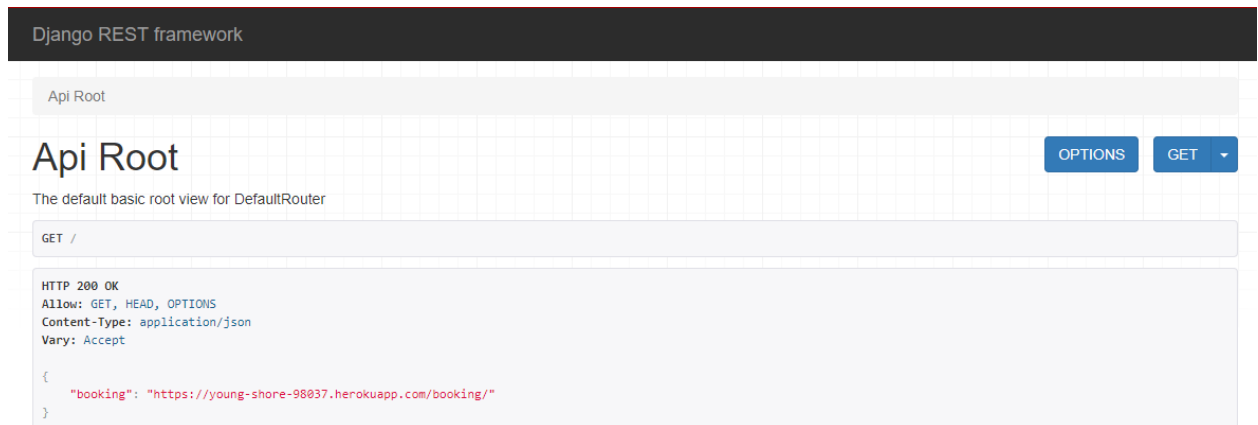 Django REST framework
Api Root
Api Root
OPTIONS GET
The default basic root view for DefaultRouter
GET /
HTTP 200 OK
Allow: GET, HEAD, OPTIONS
Content-Type: application/json
Vary: Accept
{
"booking": "https://young-shore-98037.herokuapp.com/booking/"
}